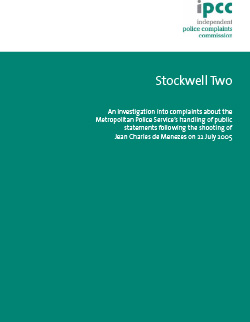 ipcc
independent
police complaints
commission
Stockwell Two
An investigation into complaints about the
Metropolitan Police Service's handling of public
statements following the shooting of
Jean Charles de Menezes on 22 July 2005